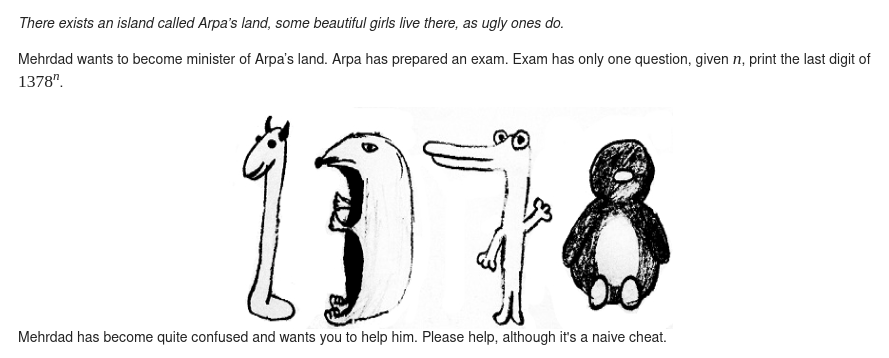 There exists an island called Arpa’s land, some beautiful girls live there, as ugly ones do.
Mehrdad wants to become minister of Arpa’s land. Arpa has prepared an exam. Exam has only one question, given n, print the last digit of
1378ⁿ.
1378
Mehrdad has become quite confused and wants you to help him. Please help, although it's a naive cheat.